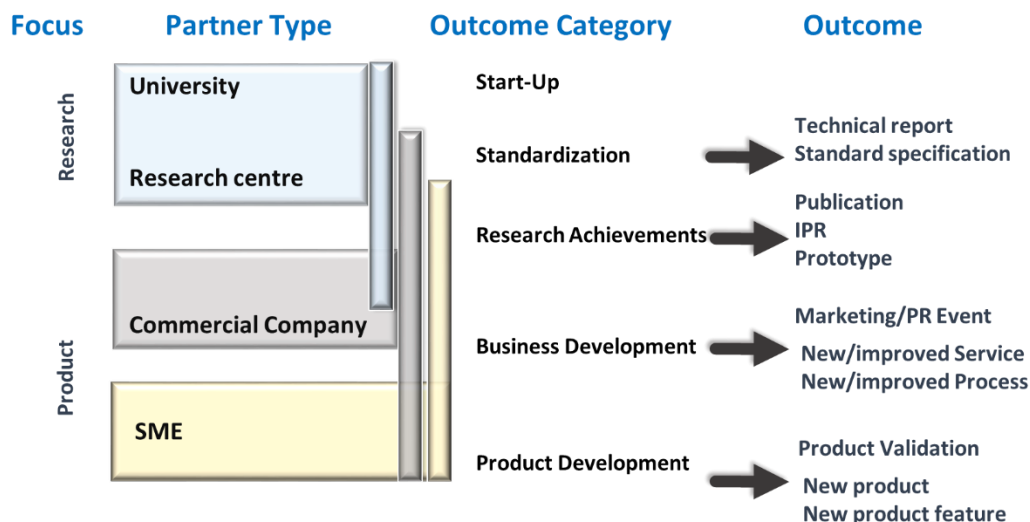 Focus
Partner Type
Outcome Category
Outcome
Research
University
Research centre
Product
Commercial Company
SME
Start-Up
Standardization
Technical report
Standard specification
Research Achievements
Publication
IPR
Prototype
Business Development
Marketing/PR Event
New/improved Service
New/improved Process
Product Development
Product Validation
New product
New product feature